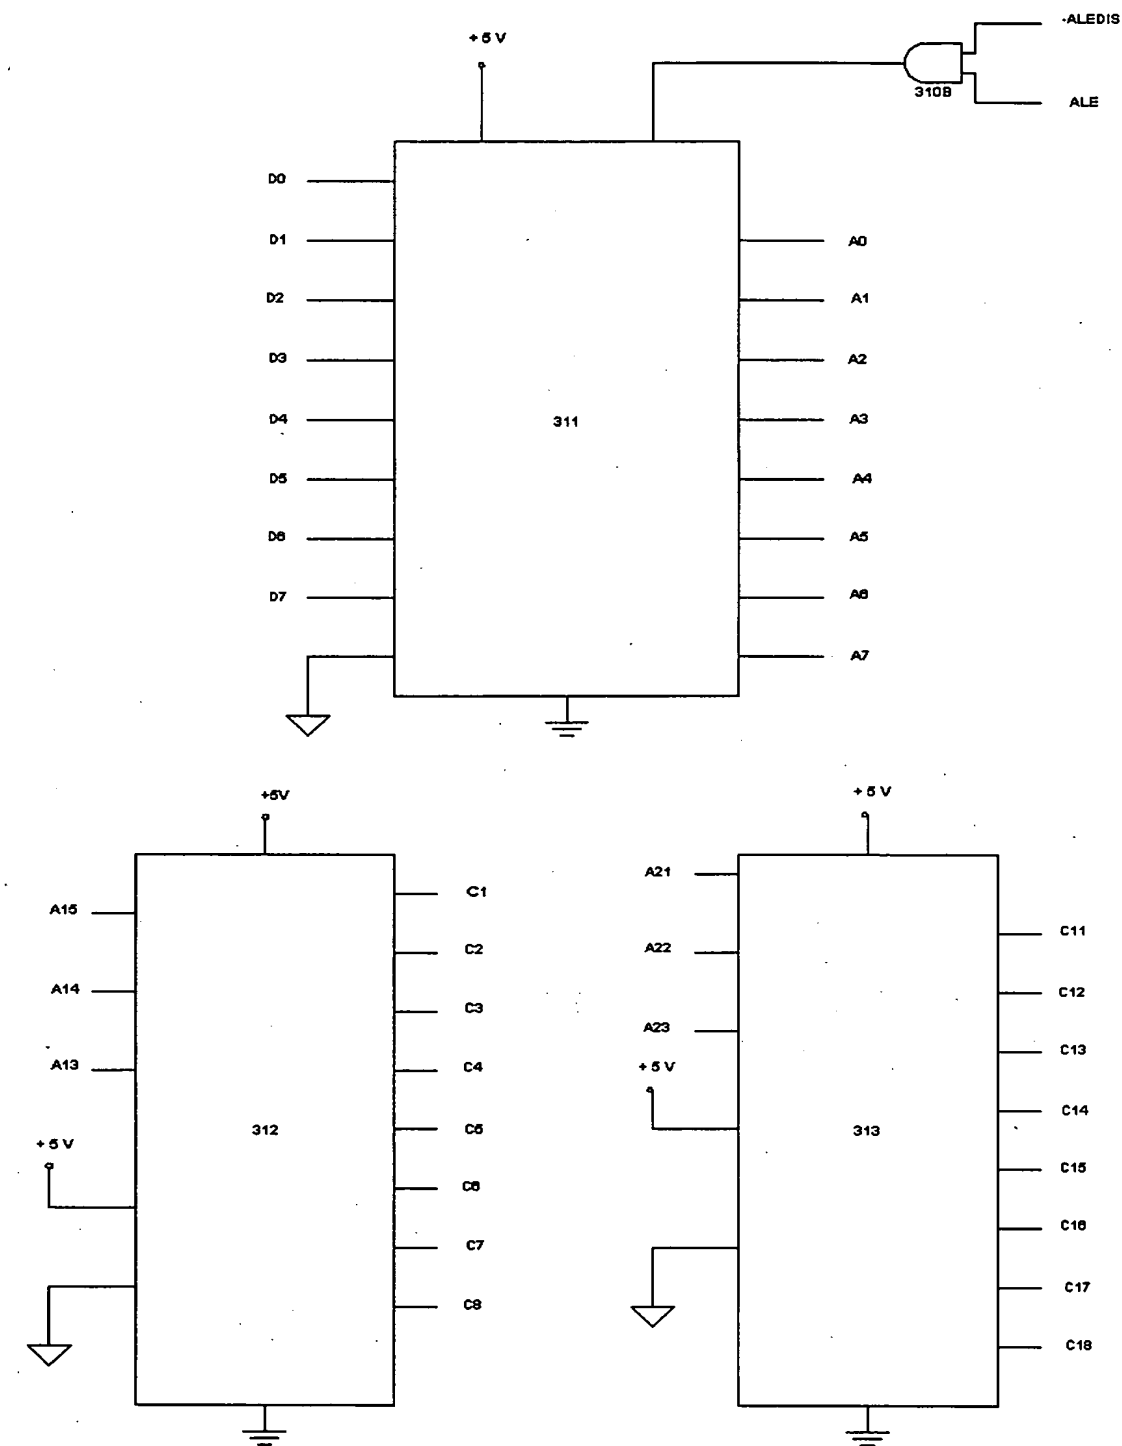 -ALEDIS
+ 5 V
310B
ALE
D0
D1
A0
D2
A1
D3
A2
D4
311
A3
D5
A4
D6
A5
D7
A6
A7
+5V
+ 5 V
A15
C1
A21
C11
C2
A22
A14
C12
C3
A23
A13
C4
+ 5 V
C13
+ 5 V
312
C5
313
C14
C6
C15
C7
C16
C8
C17
C18